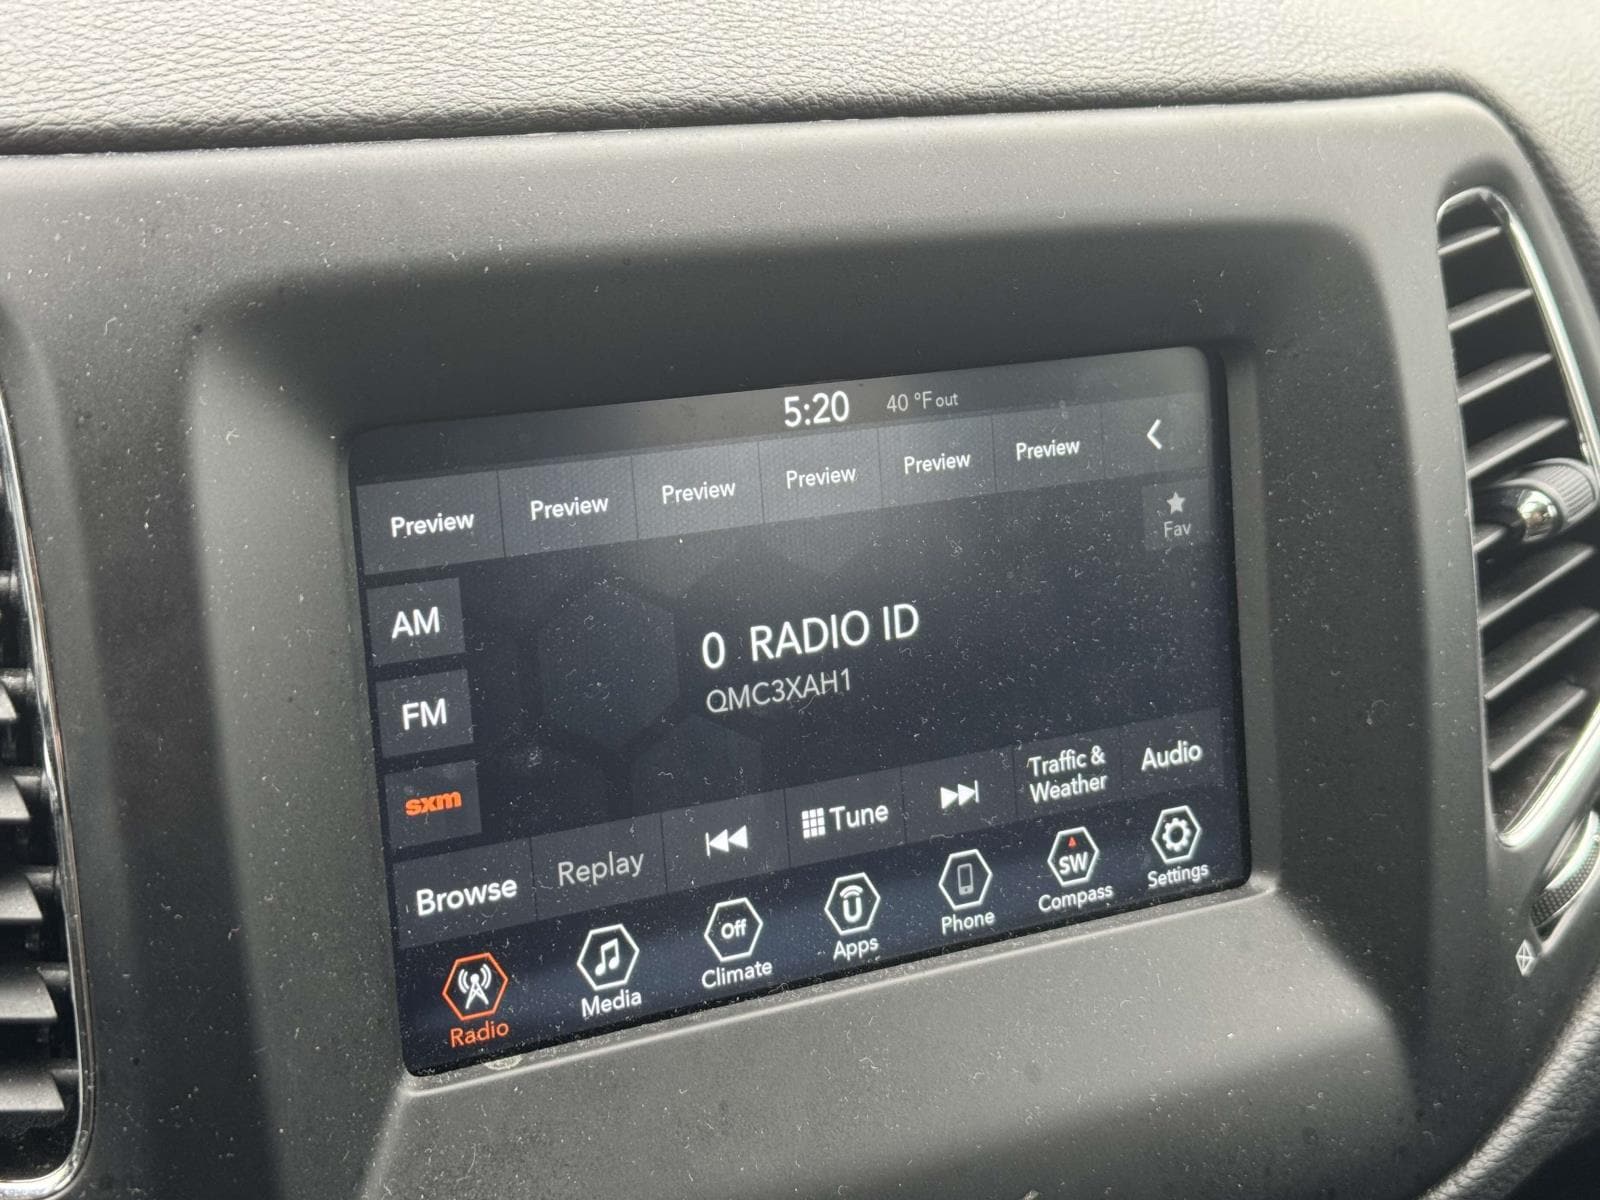 5:20 40 °F out
Preview Preview Preview Preview Preview Preview
Fav
AM
0 RADIO ID
QMC3XAH1
FM
sxm
Browse Replay Tune Traffic & Audio
Weather
Radio Media Off Climate Apps Phone SW Compass Settings